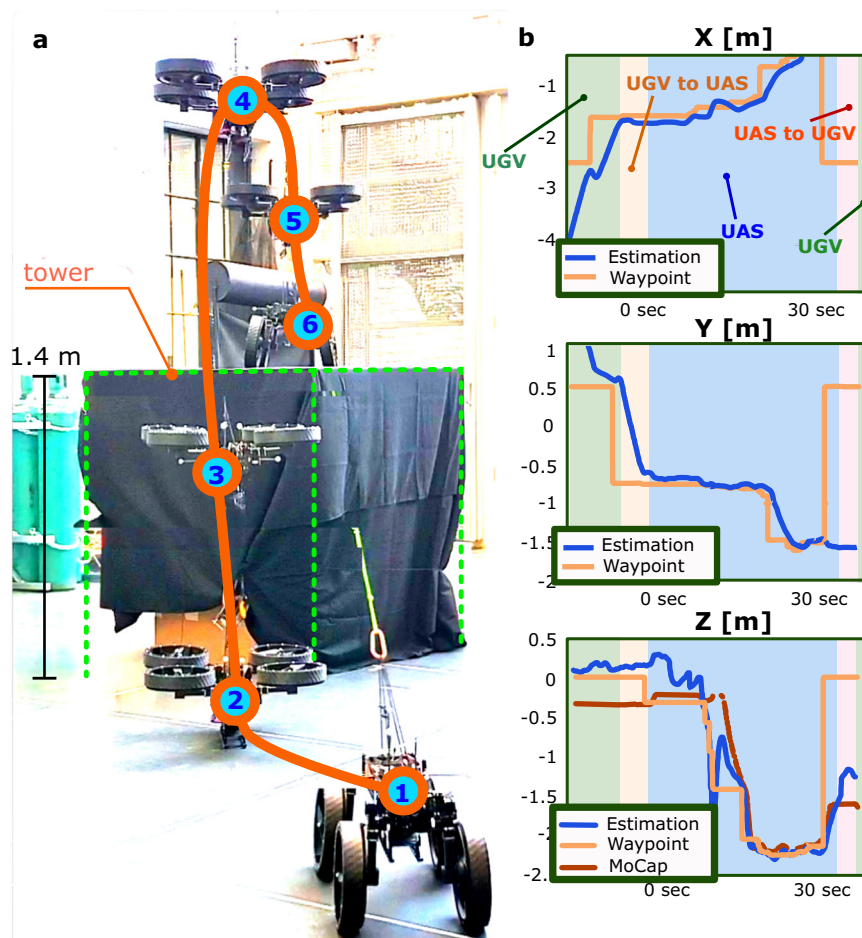 a
4
5
6
tower
1.4 m
3
2
1
b
X [m]
-1
-2
-3
-4
UGV to UAS
UAS to UGV
UGV
UAS
UGV
Estimation
Waypoint
0 sec
30 sec
Y [m]
1
0.5
0
-0.5
-1
-1.5
-2
Estimation
Waypoint
0 sec
30 sec
Z [m]
0.5
0
-0.5
-1
-1.5
-2
-2.
Estimation
Waypoint
MoCap
0 sec
30 sec